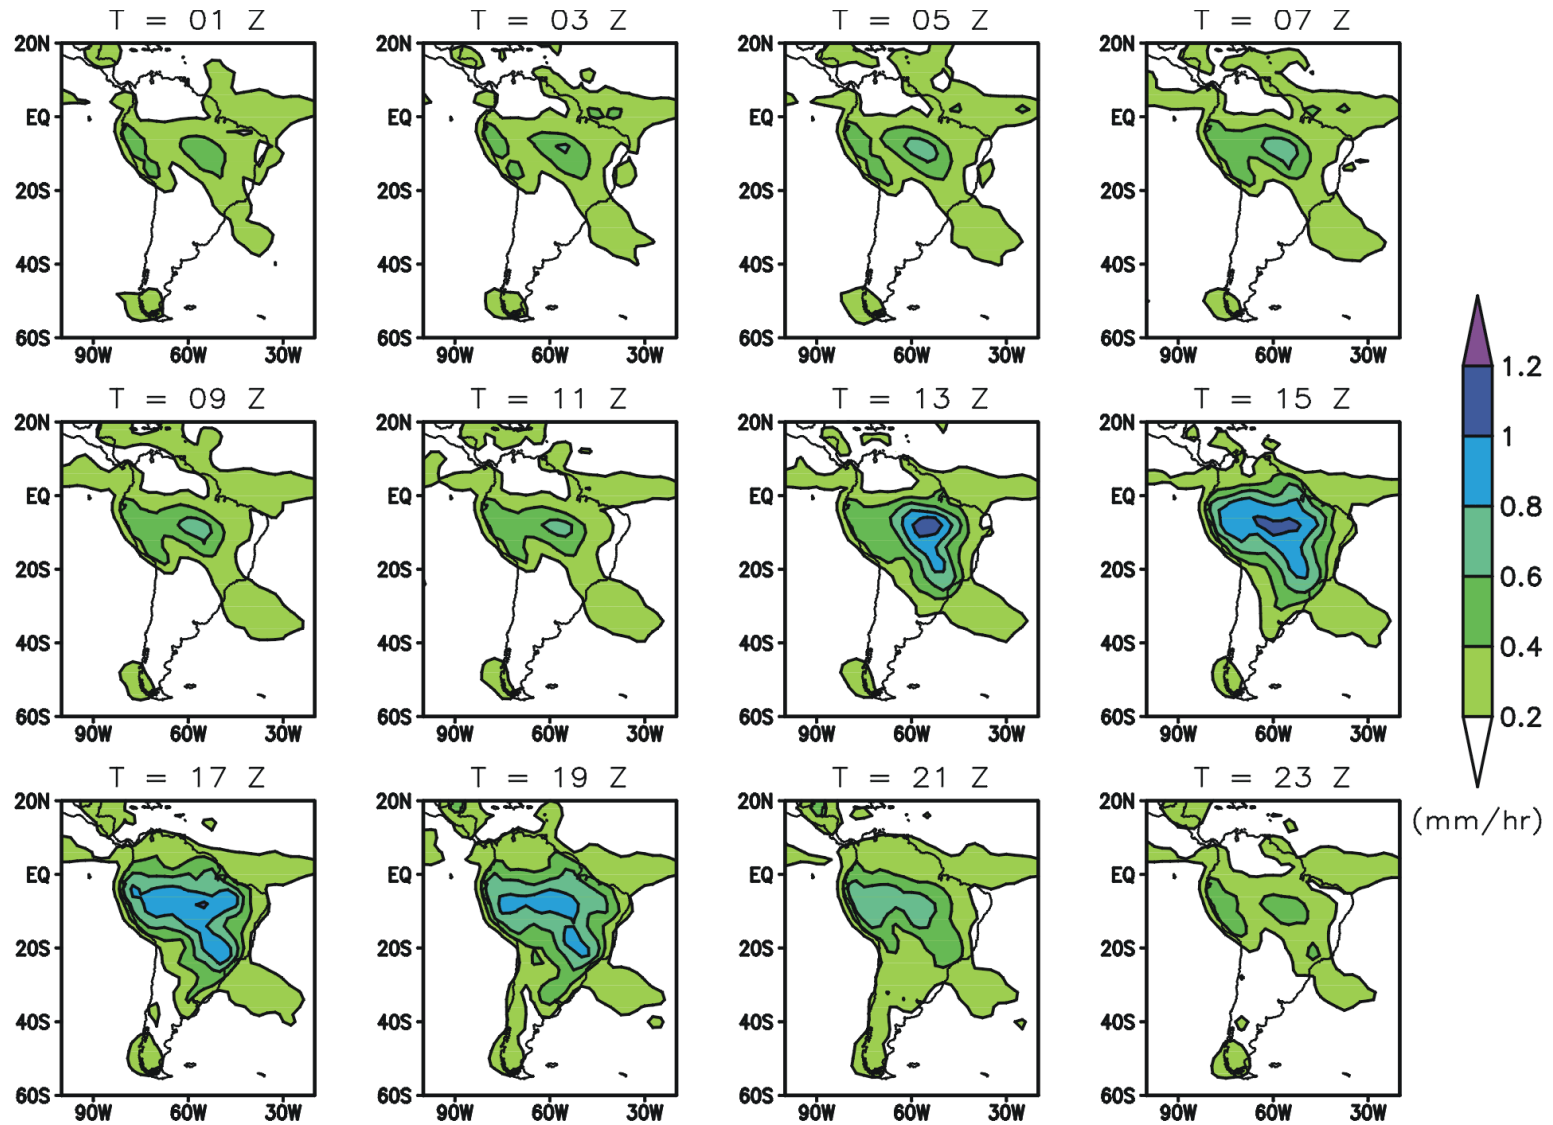 T = 01 Z
T = 03 Z
T = 05 Z
T = 07 Z
20N
EQ
20S
40S
60S
90W
60W
30W
20N
EQ
20S
40S
60S
90W
60W
30W
20N
EQ
20S
40S
60S
90W
60W
30W
20N
EQ
20S
40S
60S
90W
60W
30W
T = 09 Z
T = 11 Z
T = 13 Z
T = 15 Z
20N
EQ
20S
40S
60S
90W
60W
30W
20N
EQ
20S
40S
60S
90W
60W
30W
20N
EQ
20S
40S
60S
90W
60W
30W
20N
EQ
20S
40S
60S
90W
60W
30W
T = 17 Z
T = 19 Z
T = 21 Z
T = 23 Z
20N
EQ
20S
40S
60S
90W
60W
30W
20N
EQ
20S
40S
60S
90W
60W
30W
20N
EQ
20S
40S
60S
90W
60W
30W
20N
EQ
20S
40S
60S
90W
60W
30W
1.2
1
0.8
0.6
0.4
0.2
(mm/hr)